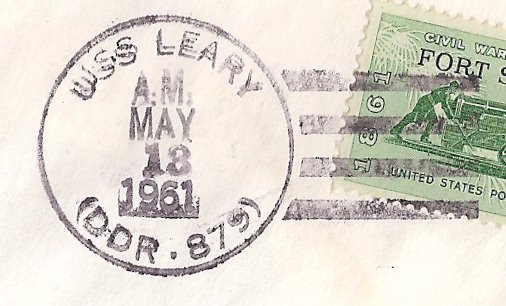 USS LEARY
A.M.
MAY
13
1961
(DDR. 879)
CIVIL WAR
FORT S
1861
UNITED STATES PO